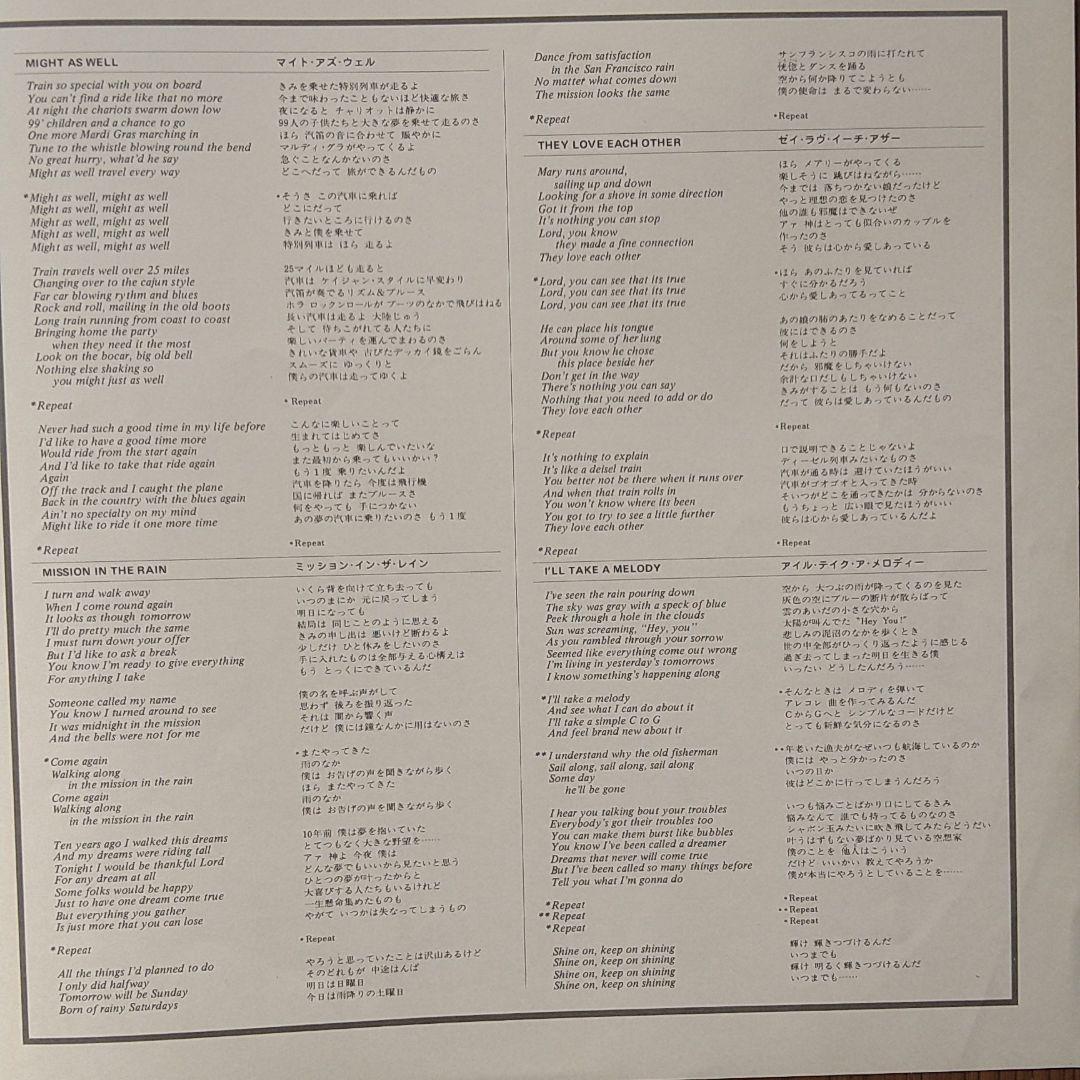 MIGHT AS WELL
マイト・アズ・ウェル
Train so special with you on board
You can't find a ride like that no more
At night the chariots swarm down low
99' children and a chance to go
One more Mardi Gras marching in
Tune to the whistle blowing round the bend
No great hurry, what'd he say
Might as well travel every way
*Might as well, might as well
Might as well, might as well
Might as well, might as well
Might as well, might as well
Might as well, might as well
Train travels well over 25 miles
Changing over to the cajun style
Far car blowing rythm and blues
Rock and roll, mailing in the old boots
Long train running from coast to coast
Bringing home the party
when they need it the most
Look on the bocar, big old bell
Nothing else shaking so
you might just as well
*Repeat
Never had such a good time in my life before
I'd like to have a good time more
Would ride from the start again
And I'd like to take that ride again
Again
Off the track and I caught the plane
Back in the country with the blues again
Ain't no specialty on my mind
Might like to ride it one more time
*Repeat
きみを乗せた特別列車が走るよ
今まで味わったこともないほど快適な旅さ
夜になると チャリオットは静かに
99人の子供たちと大きな夢を乗せて走るのさ
ほら 汽笛の音に合わせて 賑やかに
マルディ・グラがやってくるよ
急ぐことなんかないのさ
どこへだって 旅ができるんだもの
*そうさ この汽車に乗れば
どこにだって
行きたいところに行けるのさ
きみと僕を乗せて
特別列車は ほら 走るよ
25マイルほども走ると
汽車は ケイジャン・スタイルに早変わり
汽笛が奏でるリズム&ブルース
ホラ ロックンロールがブーツのなかで飛びはねる
長い汽車は走るよ 大陸じゅう
そして 待ちこがれてる人たちに
楽しいパーティを運んでまわるのさ
きれいな貨車や 古びたデッカイ鏡をごらん
スムーズに ゆっくりと
僕らの汽車は走ってゆくよ
*Repeat
こんなに楽しいことって
生まれてはじめてさ
もっともっと 楽しんでいたいな
また最初から乗ってもいいかい?
もう1度 乗りたいんだよ
汽車を降りたら 今度は飛行機
国に帰れば またブルースさ
何をやっても 手につかない
あの夢の汽車に乗りたいのさ もう1度
*Repeat
MISSION IN THE RAIN
ミッション・イン・ザ・レイン
I turn and walk away
When I come round again
It looks as though tomorrow
I'll do pretty much the same
I must turn down your offer
But I'd like to ask a break
You know I'm ready to give everything
For anything I take
Someone called my name
You know I turned around to see
It was midnight in the mission
And the bells were not for me
*Come again
Walking along
in the mission in the rain
Come again
Walking along
in the mission in the rain
Ten years ago I walked this dreams
And my dreams were riding tall
Tonight I would be thankful Lord
For any dream at all
Some folks would be happy
Just to have one dream come true
But everything you gather
Is just more that you can lose
*Repeat
All the things I'd planned to do
I only did halfway
Tomorrow will be Sunday
Born of rainy Saturdays
いくら背を向けて立ち去っても
いつのまにか 元に戻ってしまう
明日になっても
結局は 同じことのように思える
きみの申し出は 悪いけど断わるよ
少しだけ ひと休みをしたいのさ
手に入れたものは全部与える心構えは
もう とっくにできているんだ
僕の名を呼ぶ声がして
思わず 後ろを振り返った
それは 闇から響く声
だけど 僕には鐘なんかに用はないのさ
*またやってきた
雨のなか
僕は お告げの声を聞きながら歩く
ほら またやってきた
雨のなか
僕は お告げの声を聞きながら歩く
10年前 僕は夢を抱いていた
とてつもなく大きな野望を……
アァ 神よ 今夜 僕は
どんな夢でもいいから見たいと思う
ひとつの夢が叶ったからと
大喜びする人たちもいるけれど
一生懸命集めたものも
やがて いつかは失なってしまうもの
*Repeat
やろうと思っていたことは沢山あるけど
そのどれもが 中途はんぱ
明日は日曜日
今日は雨降りの土曜日
Dance from satisfaction
in the San Francisco rain
No matter what comes down
The mission looks the same
*Repeat
サンフランシスコの雨に打たれて
恍惚とダンスを踊る
空から何か降りてこようとも
僕の使命は まるで変わらない……
*Repeat
THEY LOVE EACH OTHER
ゼイ・ラヴ・イーチ・アザー
Mary runs around,
sailing up and down
Looking for a shove in some direction
Got it from the top
It's nothing you can stop
Lord, you know
they made a fine connection
They love each other
*Lord, you can see that its true
Lord, you can see that its true
Lord, you can see that its true
He can place his tongue
Around some of her lung
But you know he chose
this place beside her
Don't get in the way
There's nothing you can say
Nothing that you need to add or do
They love each other
*Repeat
It's nothing to explain
It's like a deisel train
You better not be there when it runs over
And when that train rolls in
You won't know where its been
You got to try to see a little further
They love each other
*Repeat
ほら メアリーがやってくる
楽しそうに 跳びはねながら……
今までは 落ちつかない娘だったけど
やっと理想の恋を見つけたのさ
他の誰も邪魔はできないぜ
アァ 神はとっても似合いのカップルを
作ったのさ
そう 彼らは心から愛しあっている
*ほら あのふたりを見ていれば
すぐに分かるだろう
心から愛しあってるってこと
あの娘の肺のあたりをなめることだって
彼にはできるのさ
何をしようと
それはふたりの勝手だよ
だから 邪魔をしちゃいけない
余計な口だしもしちゃいけない
きみがすることは もう何もないのさ
だって 彼らは愛しあっているんだもの
*Repeat
口で説明できることじゃないよ
ディーゼル列車みたいなものさ
汽車が通る時は 避けていたほうがいい
汽車がゴオゴオと入ってきた時
そいつがどこを通ってきたかは 分からないのさ
もうちょっと 広い眼で見たほうがいい
彼らは心から愛しあっているんだよ
*Repeat
I'LL TAKE A MELODY
アイル・テイク・ア・メロディー
I've seen the rain pouring down
The sky was gray with a speck of blue
Peek through a hole in the clouds
Sun was screaming, "Hey, you"
As you rambled through your sorrow
Seemed like everything come out wrong
I'm living in yesterday's tomorrows
I know something's happening along
*I'll take a melody
And see what I can do about it
I'll take a simple C to G
And feel brand new about it
**I understand why the old fisherman
Sail along, sail along, sail along
Some day
he'll be gone
I hear you talking bout your troubles
Everybody's got their troubles too
You can make them burst like bubbles
You know I've been called a dreamer
Dreams that never will come true
But I've been called so many things before
Tell you what I'm gonna do
*Repeat
**Repeat
*Repeat
Shine on, keep on shining
Shine on, keep on shining
Shine on, keep on shining
Shine on, keep on shining
空から 大つぶの雨が降ってくるのを見た
灰色の空にブルーの断片が散らばって
雲のあいだの小さな穴から
太陽が叫んでた "Hey You!"
悲しみの泥沼のなかを歩くとき
世の中全部がひっくり返ったように感じる
過ぎ去ってしまった明日を生きる僕
いったい どうしたんだろう……
*そんなときは メロディを弾いて
アレコレ 曲を作ってみるんだ
CからGへと シンプルなコードだけど
とっても新鮮な気分になるのさ
**年老いた漁夫がなぜいつも航海しているのか
僕には やっと分かったのさ
いつの日か
彼はどこかに行ってしまうんだろう
いつも悩みごとばかり口にしてるきみ
悩みなんて 誰でも持ってるものなのさ
シャボン玉みたいに吹き飛してみたらどうだい
叶うはずもない夢ばかり見ている空想家
僕のことを 他人はこういう
だけど いいかい 教えてやろうか
僕が本当にやろうとしていることを……
*Repeat
**Repeat
*Repeat
輝け 輝きつづけるんだ
いつまでも
輝け 明るく輝きつづけるんだ
いつまでも……